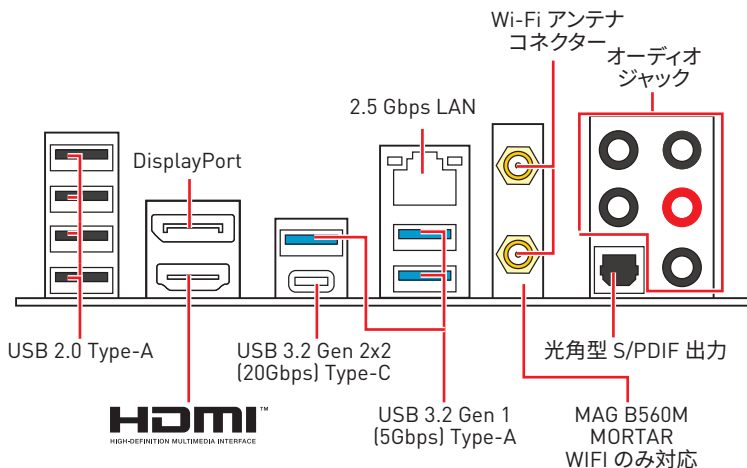 Wi-Fi アンテナ
コネクター
オーディオ
ジャック
2.5 Gbps LAN
DisplayPort
USB 2.0 Type-A
USB 3.2 Gen 2x2
(20Gbps) Type-C
光角型 S/PDIF 出力
HDMI™
HIGH-DEFINITION MULTIMEDIA INTERFACE
USB 3.2 Gen 1
(5Gbps) Type-A
MAG B560M
MORTAR
WIFI のみ対応